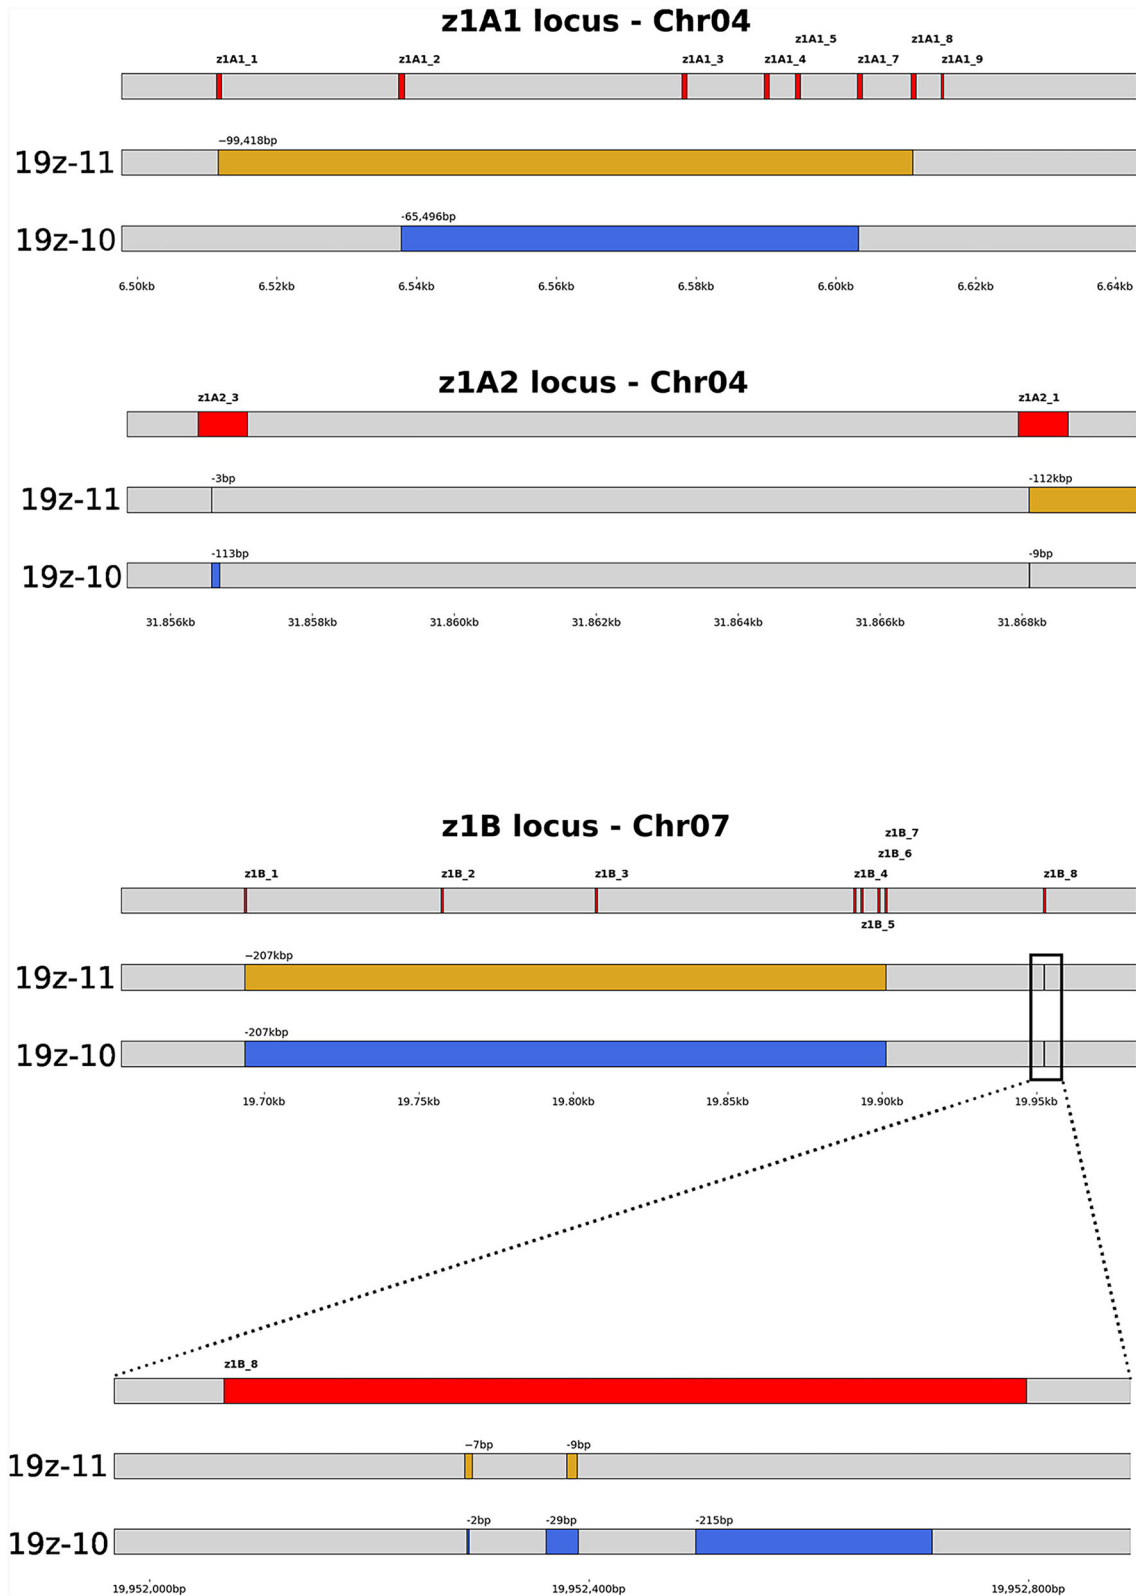 z1A1 locus - Chr04
z1A1_5 z1A1_8
z1A1_1 z1A1_2 z1A1_3 z1A1_4 z1A1_7 z1A1_9
−99,418bp
19z-11
-65,496bp
19z-10
6.50kb 6.52kb 6.54kb 6.56kb 6.58kb 6.60kb 6.62kb 6.64kb
z1A2 locus - Chr04
z1A2_3 z1A2_1
-3bp -112kbp
19z-11
-113bp -9bp
19z-10
31.856kb 31.858kb 31.860kb 31.862kb 31.864kb 31.866kb 31.868kb
z1B locus - Chr07
z1B_7
z1B_6
z1B_1 z1B_2 z1B_3 z1B_4 z1B_8
z1B_5
−207kbp
19z-11
-207kbp
19z-10
19.70kb 19.75kb 19.80kb 19.85kb 19.90kb 19.95kb
z1B_8
−7bp -9bp
19z-11
-2bp -29bp -215bp
19z-10
19,952,000bp 19,952,400bp 19,952,800bp